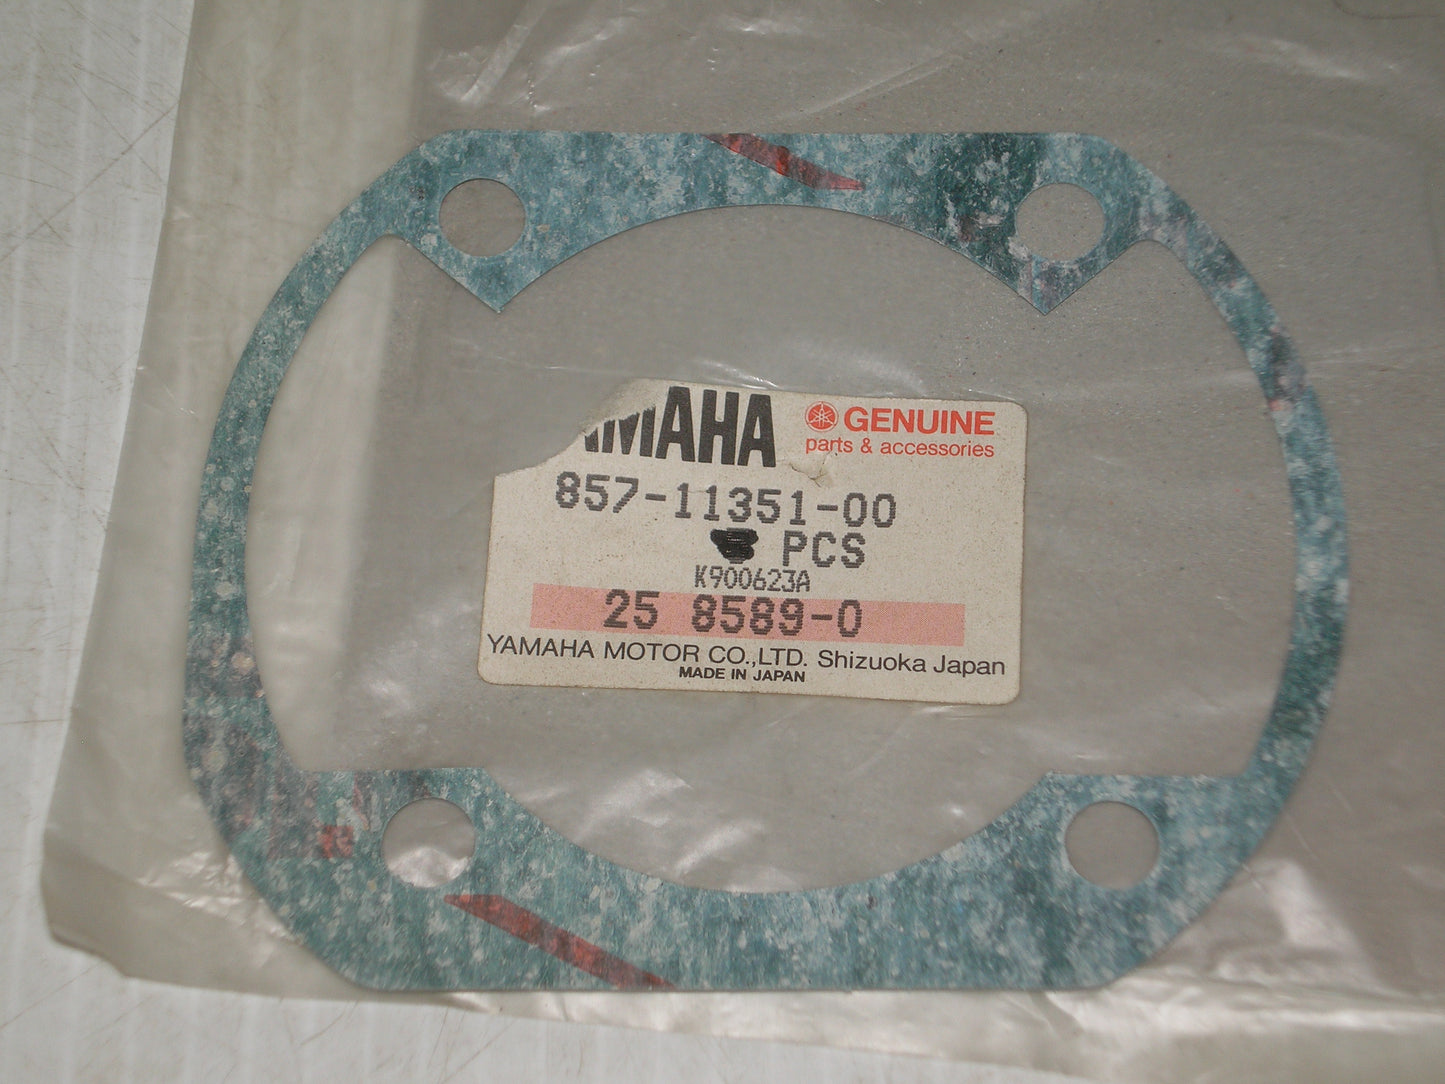 YAMAHA
GENUINE
parts & accessories
857-11351-00
PCS
K900623A
25 8589-0
YAMAHA MOTOR CO.,LTD. Shizuoka Japan
MADE IN JAPAN